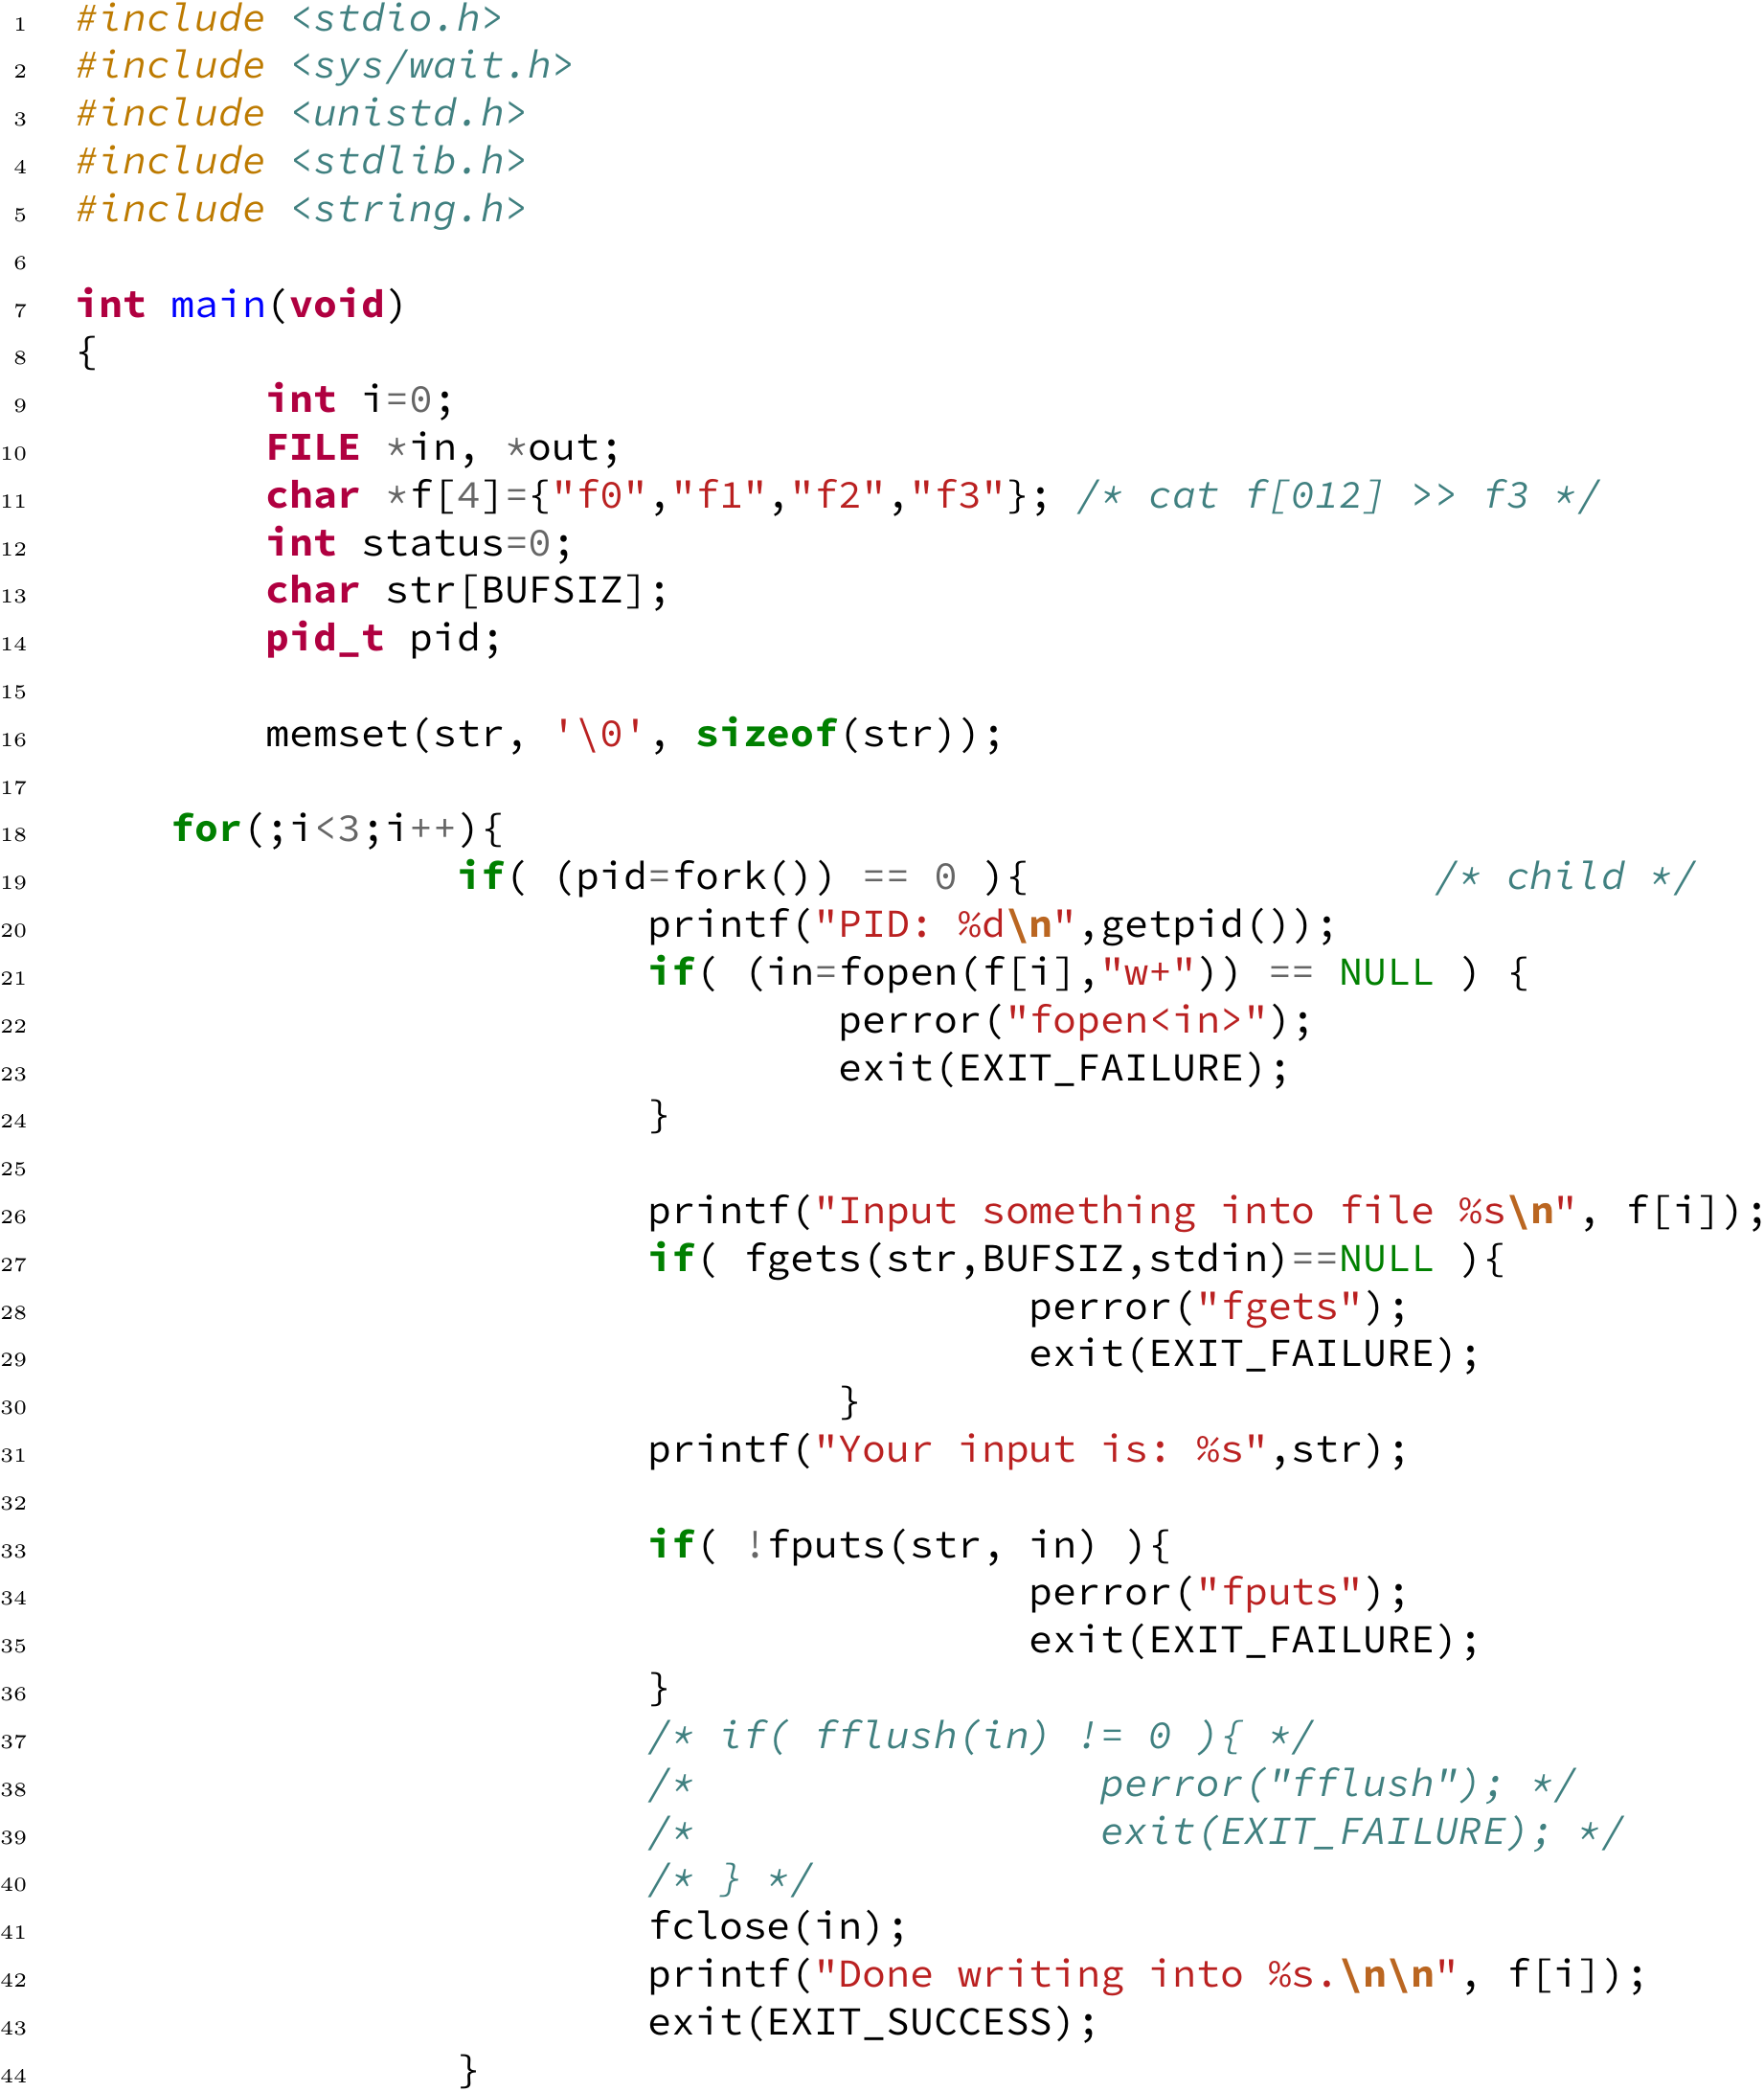 1 #include <stdio.h>
2 #include <sys/wait.h>
3 #include <unistd.h>
4 #include <stdlib.h>
5 #include <string.h>
6
7 int main(void)
8 {
9 int i=0;
10 FILE *in, *out;
11 char *f[4]={"f0","f1","f2","f3"}; /* cat f[012] >> f3 */
12 int status=0;
13 char str[BUFSIZ];
14 pid_t pid;
15
16 memset(str, '\0', sizeof(str));
17
18 for(;i<3;i++){
19 if( (pid=fork()) == 0 ){ /* child */
20 printf("PID: %d\n",getpid());
21 if( (in=fopen(f[i],"w+")) == NULL ) {
22 perror("fopen<in>");
23 exit(EXIT_FAILURE);
24 }
25
26 printf("Input something into file %s\n", f[i]);
27 if( fgets(str,BUFSIZ,stdin)==NULL ){
28 perror("fgets");
29 exit(EXIT_FAILURE);
30 }
31 printf("Your input is: %s",str);
32
33 if( !fputs(str, in) ){
34 perror("fputs");
35 exit(EXIT_FAILURE);
36 }
37 /* if( fflush(in) != 0 ){ */
38 /* perror("fflush"); */
39 /* exit(EXIT_FAILURE); */
40 /* } */
41 fclose(in);
42 printf("Done writing into %s.\n\n", f[i]);
43 exit(EXIT_SUCCESS);
44 }